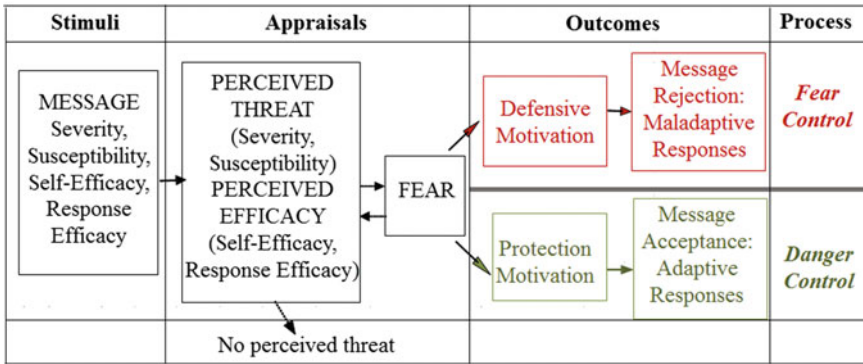 Stimuli
Appraisals
Outcomes
Process
MESSAGE
Severity,
Susceptibility,
Self-Efficacy,
Response
Efficacy
PERCEIVED
THREAT
(Severity,
Susceptibility)
PERCEIVED
EFFICACY
(Self-Efficacy,
Response Efficacy)
FEAR
Defensive
Motivation
Message
Rejection:
Maladaptive
Responses
Fear
Control
Protection
Motivation
Message
Acceptance:
Adaptive
Responses
Danger
Control
No perceived threat